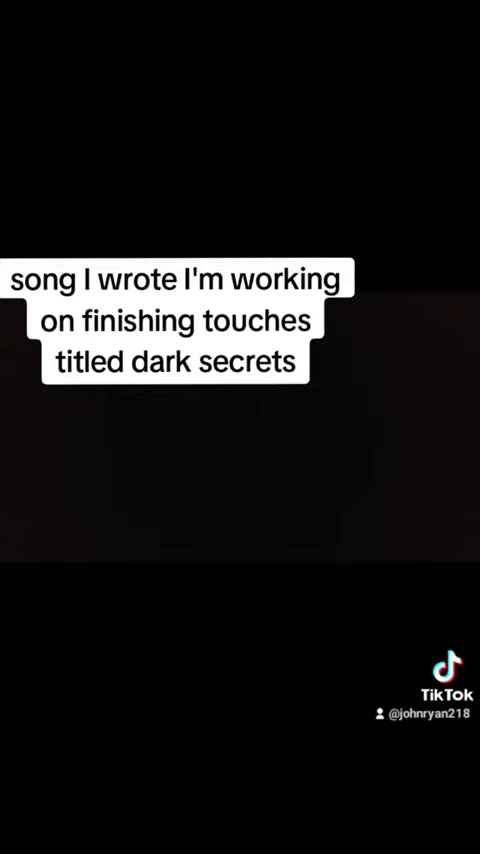 song I wrote I'm working
on finishing touches
titled dark secrets
TikTok
@johnryan218